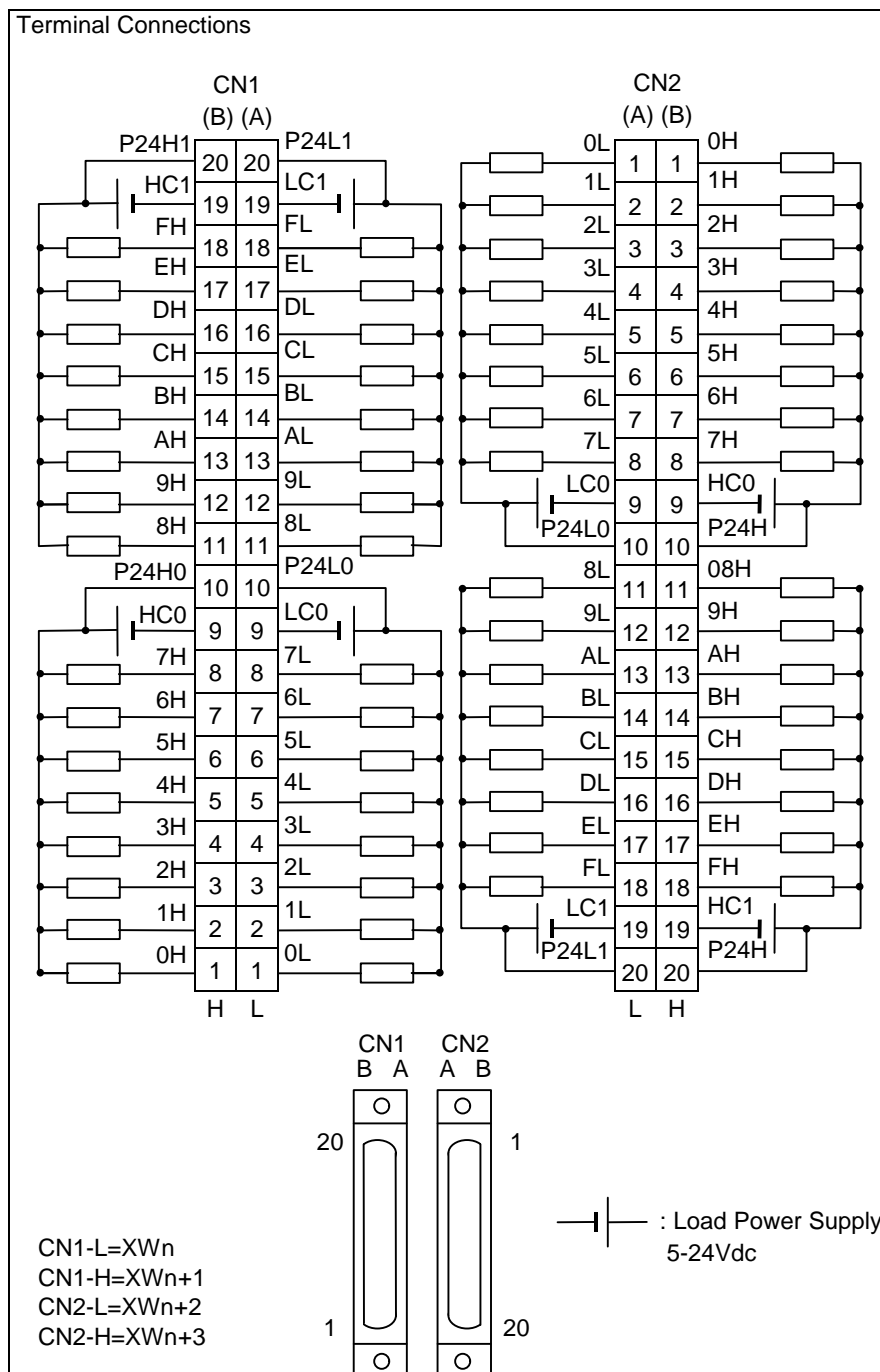 Terminal Connections
CN1
(B) (A)
P24H1 20 20 P24L1
HC1 19 19 LC1
FH 18 18 FL
EH 17 17 EL
DH 16 16 DL
CH 15 15 CL
BH 14 14 BL
AH 13 13 AL
9H 12 12 9L
8H 11 11 8L
P24H0 10 10 P24L0
HC0 9 9 LC0
7H 8 8 7L
6H 7 7 6L
5H 6 6 5L
4H 5 5 4L
3H 4 4 3L
2H 3 3 2L
1H 2 2 1L
0H 1 1 0L
H L
CN2
(A) (B)
0L 1 1 0H
1L 2 2 1H
2L 3 3 2H
3L 4 4 3H
4L 5 5 4H
5L 6 6 5H
6L 7 7 6H
7L 8 8 7H
LC0 9 9 HC0
P24L0 10 10 P24H
8L 11 11 08H
9L 12 12 9H
AL 13 13 AH
BL 14 14 BH
CL 15 15 CH
DL 16 16 DH
EL 17 17 EH
FL 18 18 FH
LC1 19 19 HC1
P24L1 20 20 P24H
L H
CN1 CN2
B A A B
20 1
1 20
CN1-L=XWn
CN1-H=XWn+1
CN2-L=XWn+2
CN2-H=XWn+3
: Load Power Supply
5-24Vdc